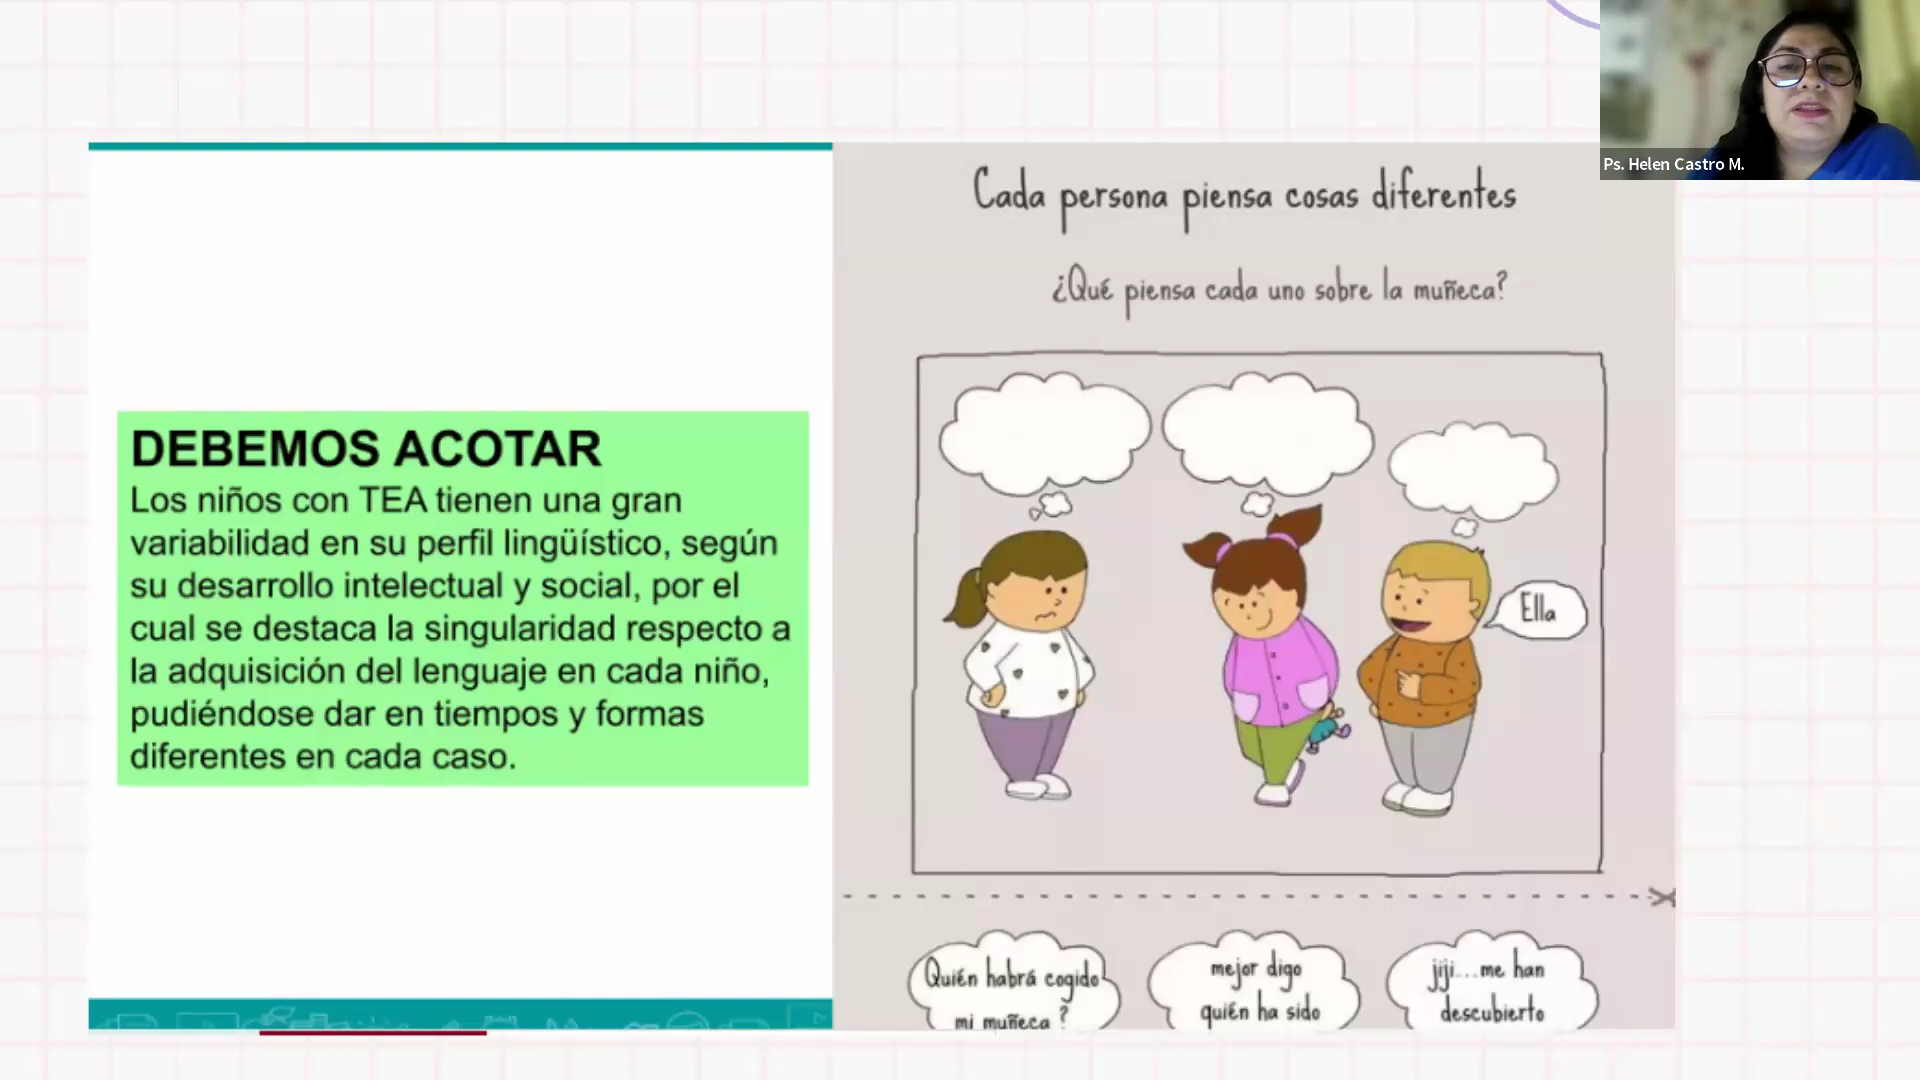 Ps. Helen Castro M.
DEBEMOS ACOTAR
Los niños con TEA tienen una gran
variabilidad en su perfil lingüístico, según
su desarrollo intelectual y social, por el
cual se destaca la singularidad respecto a
la adquisición del lenguaje en cada niño,
pudiéndose dar en tiempos y formas
diferentes en cada caso.
Cada persona piensa cosas diferentes
¿Qué piensa cada uno sobre la muñeca?
Ella
Quién habrá cogido
mi muñeca ?
mejor digo
quién ha sido
jiji...me han
descubierto